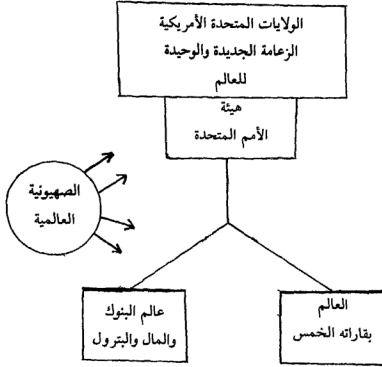 الولايات المتحدة الأمريكية
الزعامة الجديدة والوحيدة
للعالم
هيئة
الأمم المتحدة
الصهيونية
العالمية
العالم
بقاراته الخمس
عالم البنوك
والمال والبترول